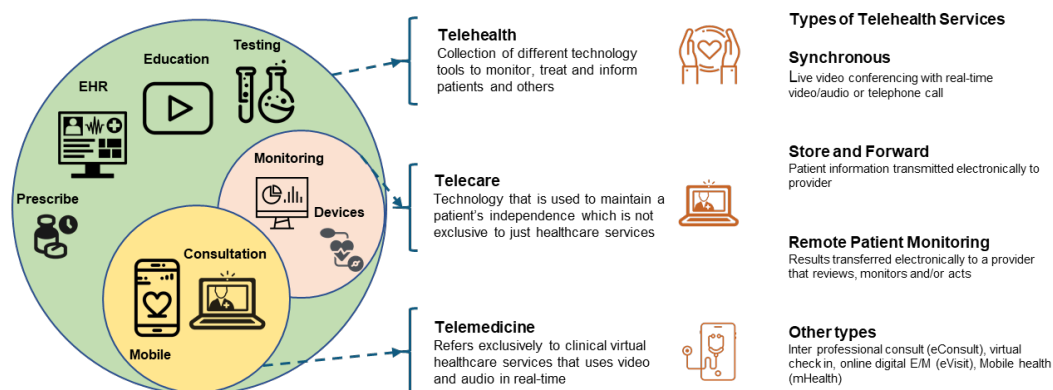 Testing
Education
EHR
Monitoring
Prescribe
Devices
Consultation
Mobile
Telehealth
Collection of different technology
tools to monitor, treat and inform
patients and others
Telecare
Technology that is used to maintain a
patient's independence which is not
exclusive to just healthcare services
Telemedicine
Refers exclusively to clinical virtual
healthcare services that uses video
and audio in real-time
Types of Telehealth Services
Synchronous
Live video conferencing with real-time
video/audio or telephone call
Store and Forward
Patient information transmitted electronically to
provider
Remote Patient Monitoring
Results transferred electronically to a provider
that reviews, monitors and/or acts
Other types
Inter professional consult (eConsult), virtual
check in, online digital E/M (eVisit), Mobile health
(mHealth)